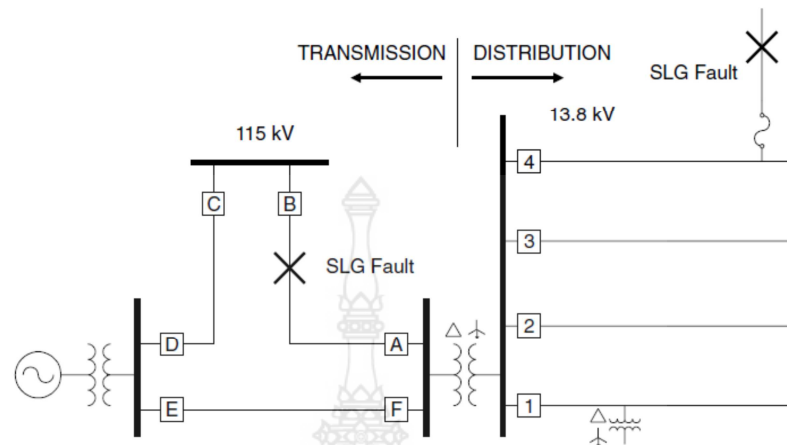 TRANSMISSION DISTRIBUTION
SLG Fault
13.8 kV
115 kV
4
C B
3
SLG Fault
2
D A
E F 1